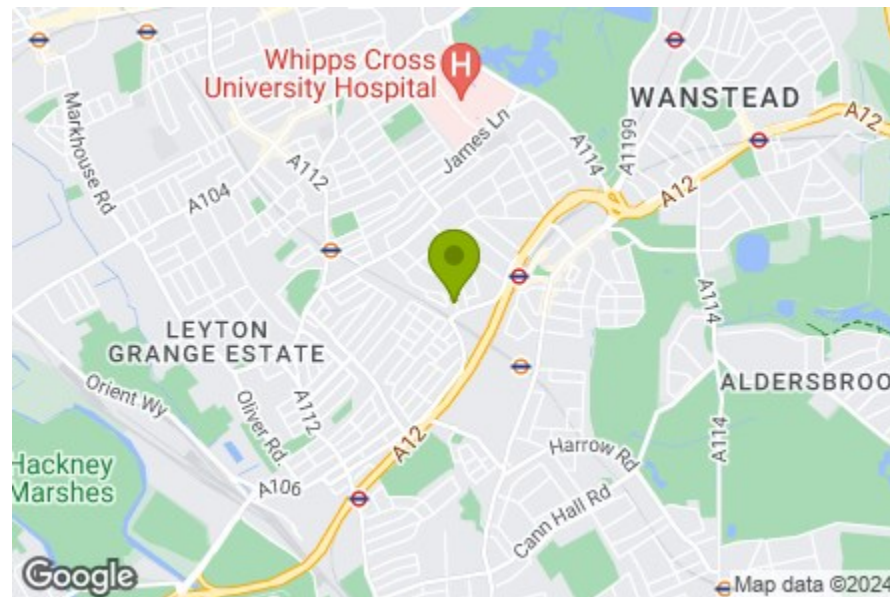 Whipps Cross
University Hospital
H
WANSTEAD
Markhouse Rd
A112
James Ln
A114
A1199
A12
A12
A104
LEYTON
GRANGE ESTATE
A114
Orient Wy
Oliver Rd
A112
A12
ALDERSBROO
A114
Hackney
Marshes
A106
Harrow Rd
Cann Hall Rd
Google
Map data ©2024